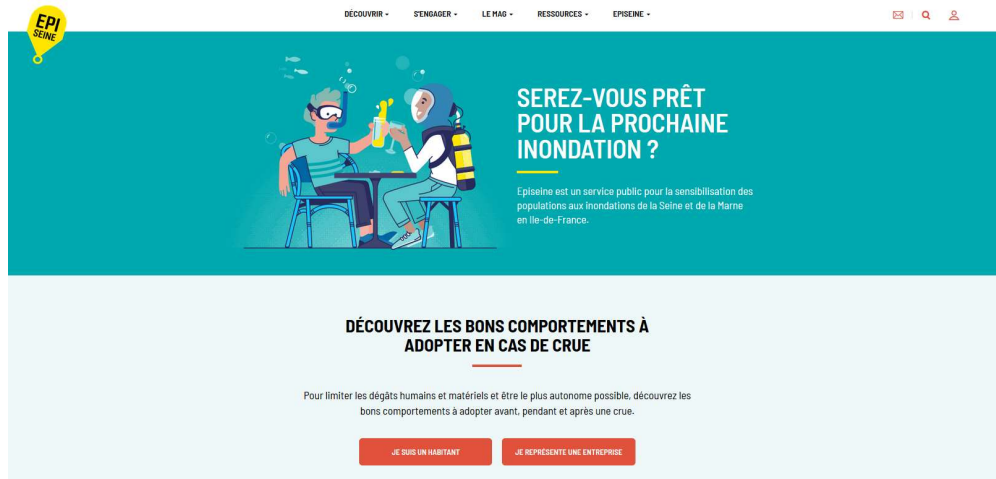 EPI
SEINE
DÉCOUVRIR
S'ENGAGER
LE MAG
RESSOURCES
EPISEINE
SEREZ-VOUS PRÊT
POUR LA PROCHAINE
INONDATION ?
Episeine est un service public pour la sensibilisation des
populations aux inondations de la Seine et de la Marne
en Ile-de-France.
DÉCOUVREZ LES BONS COMPORTEMENTS À
ADOPTER EN CAS DE CRUE
Pour limiter les dégâts humains et matériels et être le plus autonome possible, découvrez les
bons comportements à adopter avant, pendant et après une crue.
JE SUIS UN HABITANT
JE REPRÉSENTE UNE ENTREPRISE